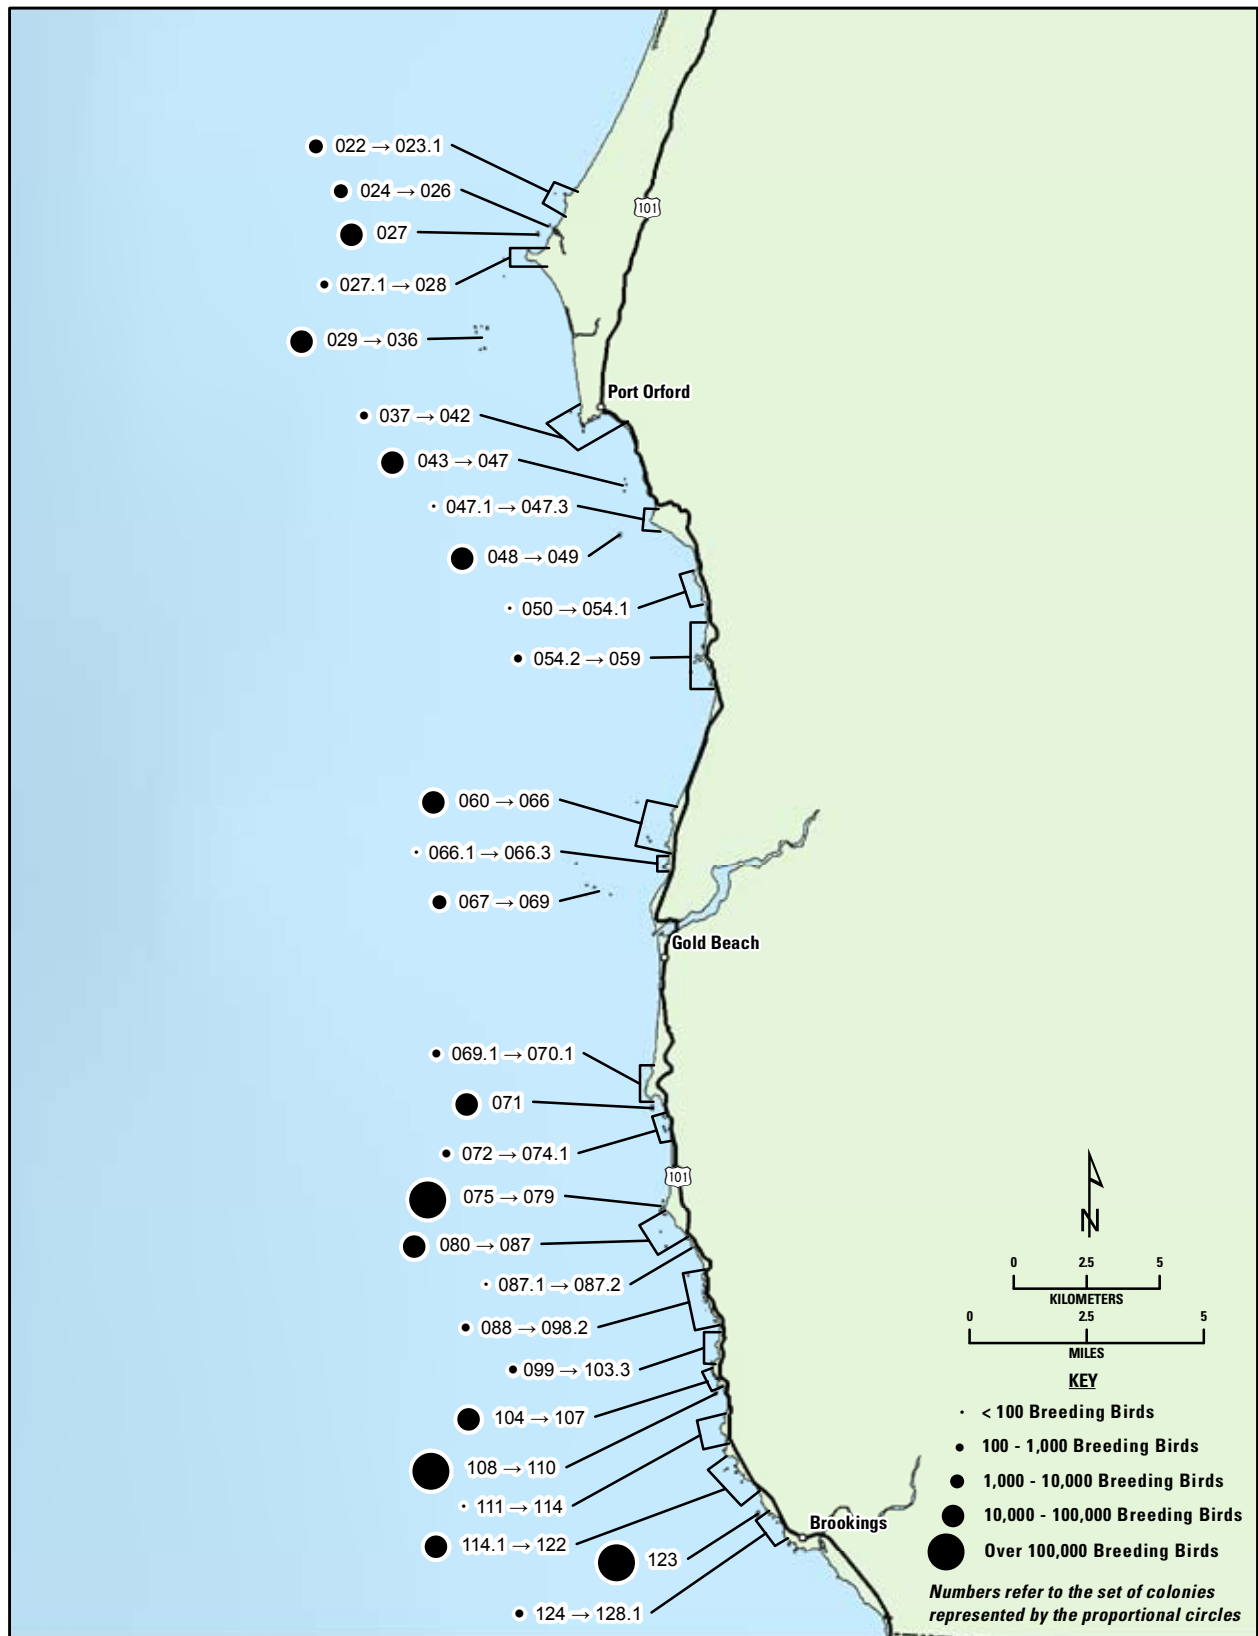 022 → 023.1
024 → 026
101
027
027.1 → 028
029 → 036
Port Orford
037 → 042
043 → 047
047.1 → 047.3
048 → 049
050 → 054.1
054.2 → 059
060 → 066
066.1 → 066.3
067 → 069
Gold Beach
069.1 → 070.1
071
072 → 074.1
101
075 → 079
080 → 087
N
087.1 → 087.2
088 → 098.2
099 → 103.3
104 → 107
108 → 110
111 → 114
114.1 → 122
123
124 → 128.1
Brookings
0 2.5 5
KILOMETERS
0 2.5 5
MILES
KEY
< 100 Breeding Birds
100 - 1,000 Breeding Birds
1,000 - 10,000 Breeding Birds
10,000 - 100,000 Breeding Birds
Over 100,000 Breeding Birds
Numbers refer to the set of colonies
represented by the proportional circles